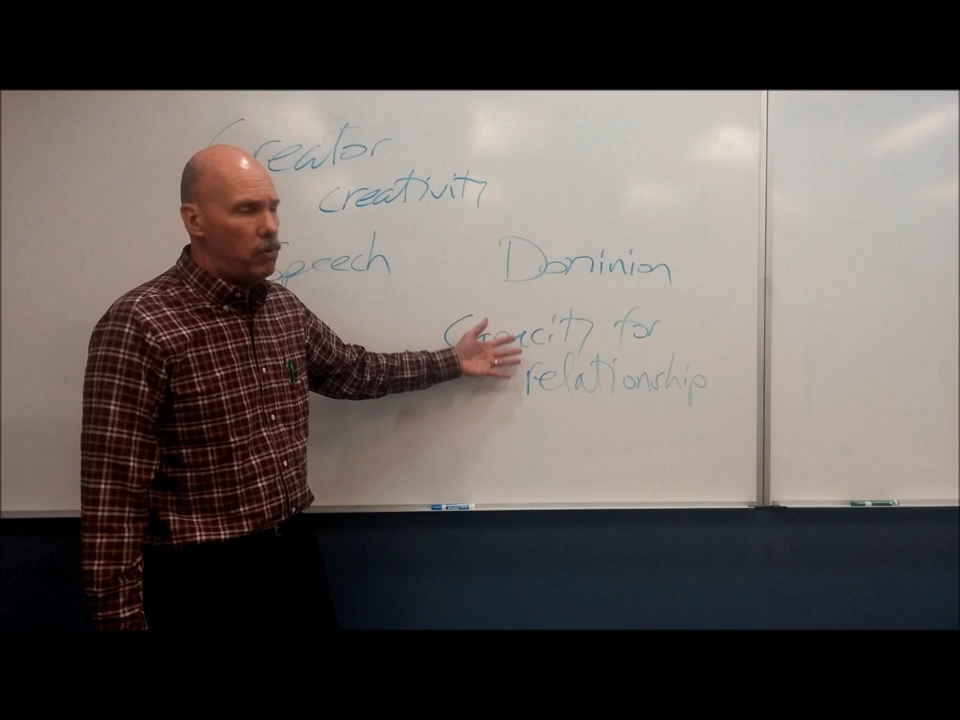 Creator
creativity
Speech
Dominion
Capacity for
relationship